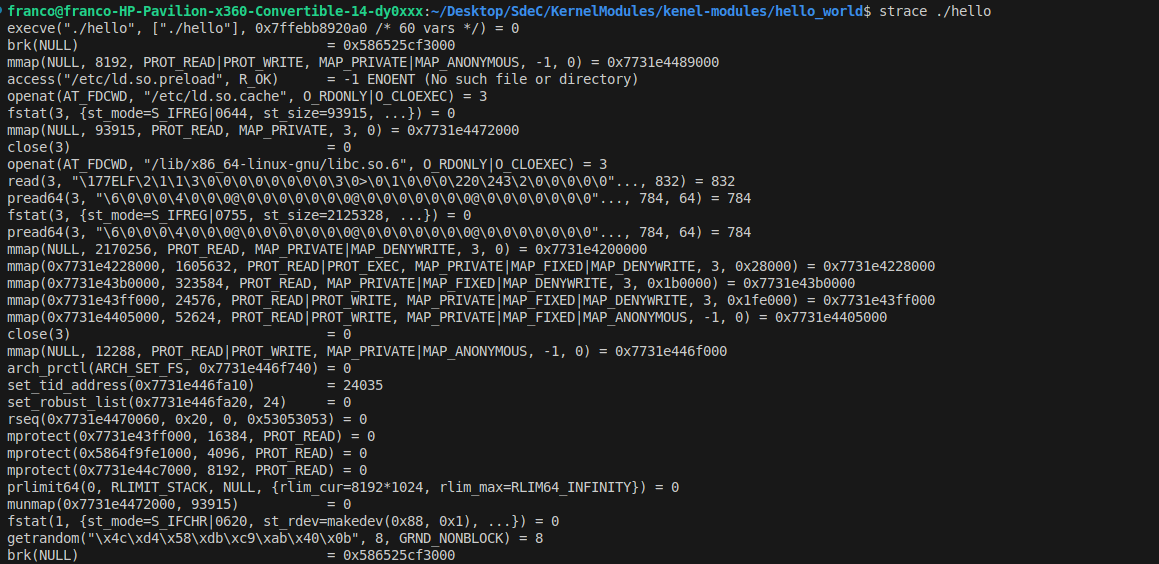 franco@franco-HP-Pavilion-x360-Convertible-14-dy0xxx:~/Desktop/SdeC/KernelModules/kenel-modules/hello_world$ strace ./hello
execve("./hello", ["./hello"], 0x7ffebb8920a0 /* 60 vars */) = 0
brk(NULL)                               = 0x586525cf3000
mmap(NULL, 8192, PROT_READ|PROT_WRITE, MAP_PRIVATE|MAP_ANONYMOUS, -1, 0) = 0x7731e4489000
access("/etc/ld.so.preload", R_OK)      = -1 ENOENT (No such file or directory)
openat(AT_FDCWD, "/etc/ld.so.cache", O_RDONLY|O_CLOEXEC) = 3
fstat(3, {st_mode=S_IFREG|0644, st_size=93915, ...}) = 0
mmap(NULL, 93915, PROT_READ, MAP_PRIVATE, 3, 0) = 0x7731e4472000
close(3)                                = 0
openat(AT_FDCWD, "/lib/x86_64-linux-gnu/libc.so.6", O_RDONLY|O_CLOEXEC) = 3
read(3, "\177ELF\2\1\1\3\0\0\0\0\0\0\0\0\3\0>\0\1\0\0\0\220\243\2\0\0\0\0\0"..., 832) = 832
pread64(3, "\6\0\0\0\4\0\0\0@\0\0\0\0\0\0\0@\0\0\0\0\0\0\0@\0\0\0\0\0\0\0"..., 784, 64) = 784
fstat(3, {st_mode=S_IFREG|0755, st_size=2125328, ...}) = 0
pread64(3, "\6\0\0\0\4\0\0\0@\0\0\0\0\0\0\0@\0\0\0\0\0\0\0@\0\0\0\0\0\0\0"..., 784, 64) = 784
mmap(NULL, 2170256, PROT_READ, MAP_PRIVATE|MAP_DENYWRITE, 3, 0) = 0x7731e4200000
mmap(0x7731e4228000, 1605632, PROT_READ|PROT_EXEC, MAP_PRIVATE|MAP_FIXED|MAP_DENYWRITE, 3, 0x28000) = 0x7731e4228000
mmap(0x7731e43b0000, 323584, PROT_READ, MAP_PRIVATE|MAP_FIXED|MAP_DENYWRITE, 3, 0x1b0000) = 0x7731e43b0000
mmap(0x7731e43ff000, 24576, PROT_READ|PROT_WRITE, MAP_PRIVATE|MAP_FIXED|MAP_DENYWRITE, 3, 0x1fe000) = 0x7731e43ff000
mmap(0x7731e4405000, 52624, PROT_READ|PROT_WRITE, MAP_PRIVATE|MAP_FIXED|MAP_ANONYMOUS, -1, 0) = 0x7731e4405000
close(3)                                = 0
mmap(NULL, 12288, PROT_READ|PROT_WRITE, MAP_PRIVATE|MAP_ANONYMOUS, -1, 0) = 0x7731e446f000
arch_prctl(ARCH_SET_FS, 0x7731e446f740) = 0
set_tid_address(0x7731e446fa10)         = 24035
set_robust_list(0x7731e446fa20, 24)     = 0
rseq(0x7731e4470060, 0x20, 0, 0x53053053) = 0
mprotect(0x7731e43ff000, 16384, PROT_READ) = 0
mprotect(0x5864f9fe1000, 4096, PROT_READ) = 0
mprotect(0x7731e44c7000, 8192, PROT_READ) = 0
prlimit64(0, RLIMIT_STACK, NULL, {rlim_cur=8192*1024, rlim_max=RLIM64_INFINITY}) = 0
munmap(0x7731e4472000, 93915)           = 0
fstat(1, {st_mode=S_IFCHR|0620, st_rdev=makedev(0x88, 0x1), ...}) = 0
getrandom("\x4c\xd4\x58\xdb\xc9\xab\x40\x0b", 8, GRND_NONBLOCK) = 8
brk(NULL)                               = 0x586525cf3000